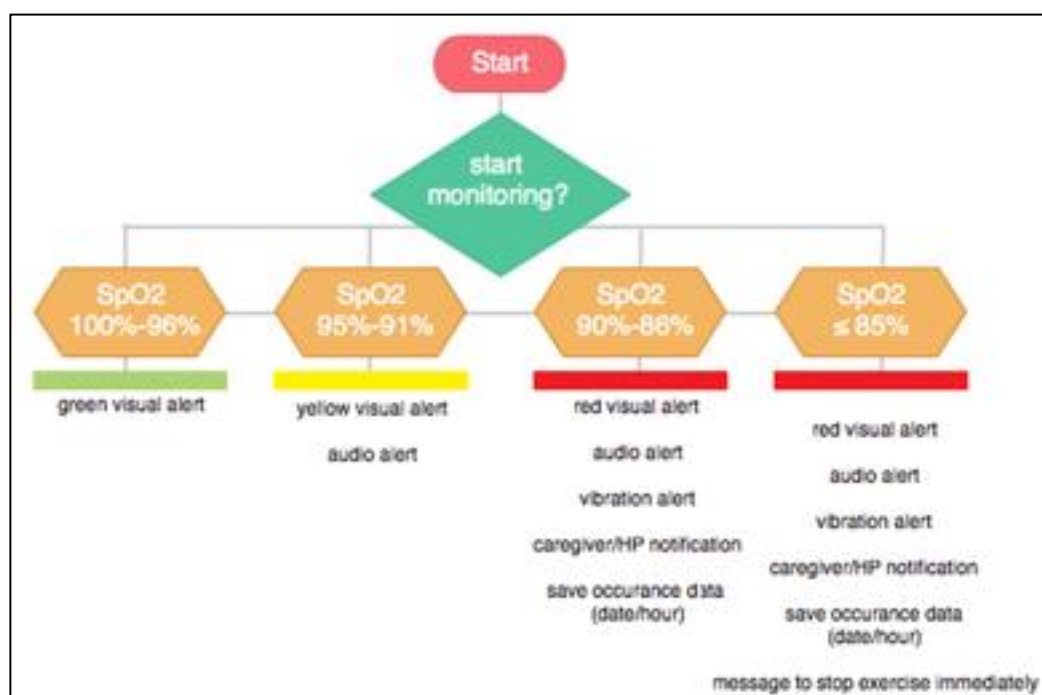 Start
start
monitoring?
SpO2
100%-96%
SpO2
95%-91%
SpO2
90%-86%
SpO2
≤ 85%
green visual alert
yellow visual alert
audio alert
red visual alert
audio alert
vibration alert
caregiver/HP notification
save occurance data
(date/hour)
red visual alert
audio alert
vibration alert
caregiver/HP notification
save occurance data
(date/hour)
message to stop exercise immediately